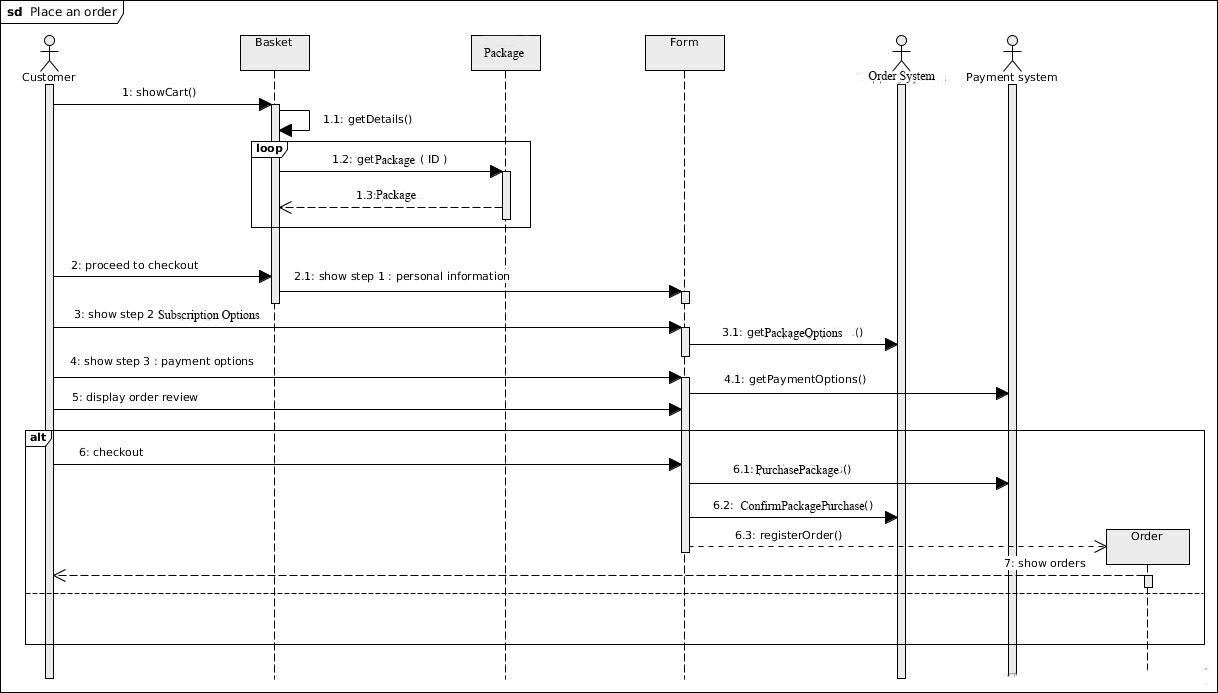 sd Place an order
Basket
Package
Form
Customer
Order System
Payment system
1: showCart()
1.1: getDetails()
loop
1.2: getPackage ( ID )
1.3:Package
2: proceed to checkout
2.1: show step 1 : personal information
3: show step 2 Subscription Options
3.1: getPackageOptions ()
4: show step 3 : payment options
4.1: getPaymentOptions()
5: display order review
alt
6: checkout
6.1: PurchasePackage ()
6.2: ConfirmPackagePurchase()
6.3: registerOrder()
Order
7: show orders